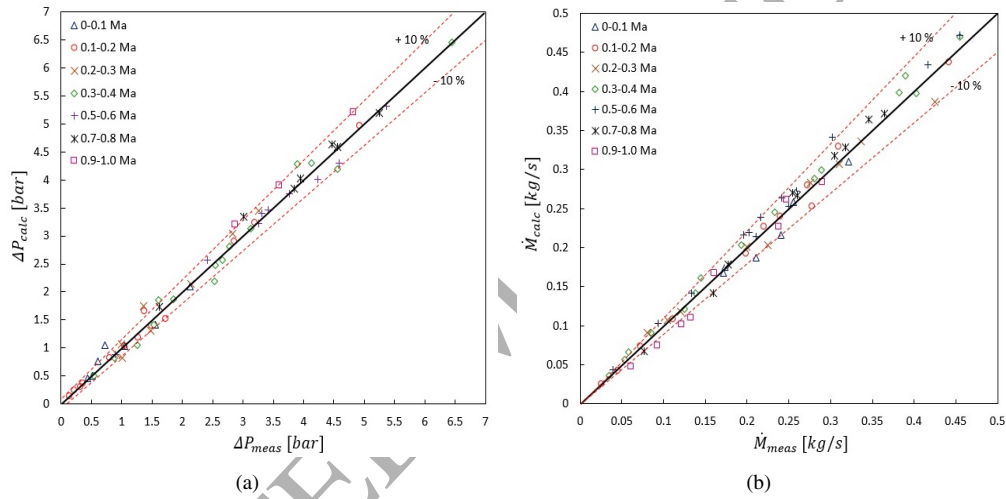 7
6.5
6
5.5
5
4.5
4
3.5
3
2.5
2
1.5
1
0.5
0
ΔP_calc [bar]
0-0.1 Ma
0.1-0.2 Ma
0.2-0.3 Ma
0.3-0.4 Ma
0.5-0.6 Ma
0.7-0.8 Ma
0.9-1.0 Ma
+ 10 %
-10 %
0 0.5 1 1.5 2 2.5 3 3.5 4 4.5 5 5.5 6 6.5 7
ΔP_meas [bar]
(a)
0.5
0.45
0.4
0.35
0.3
0.25
0.2
0.15
0.1
0.05
0
Ṁ_calc [kg/s]
0-0.1 Ma
0.1-0.2 Ma
0.2-0.3 Ma
0.3-0.4 Ma
0.5-0.6 Ma
0.7-0.8 Ma
0.9-1.0 Ma
+ 10 %
-10 %
0 0.05 0.1 0.15 0.2 0.25 0.3 0.35 0.4 0.45 0.5
Ṁ_meas [kg/s]
(b)